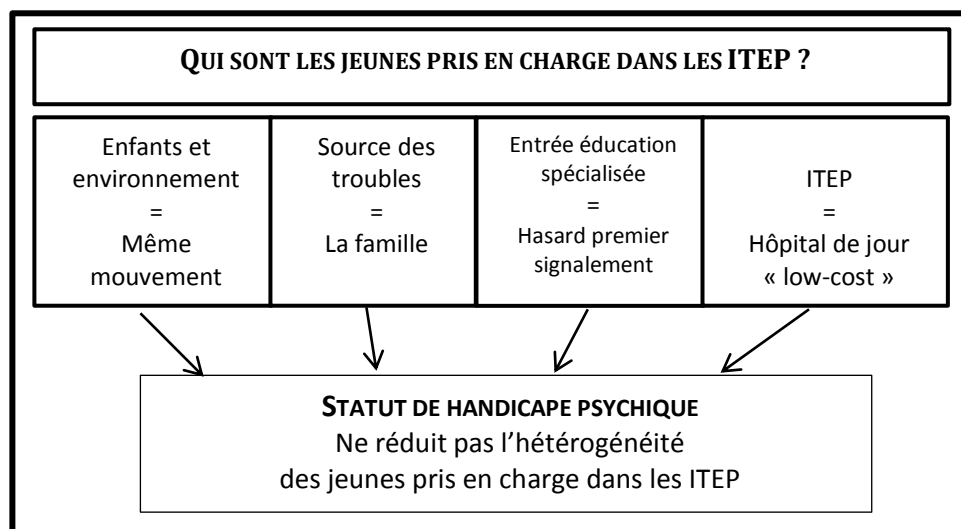 QUI SONT LES JEUNES PRIS EN CHARGE DANS LES ITEP ?
Enfants et
environnement
=
Même
mouvement
Source des
troubles
=
La famille
Entrée éducation
spécialisée
=
Hasard premier
signalement
ITEP
=
Hôpital de jour
« low-cost »
STATUT DE HANDICAPE PSYCHIQUE
Ne réduit pas l’hétérogénéité
des jeunes pris en charge dans les ITEP